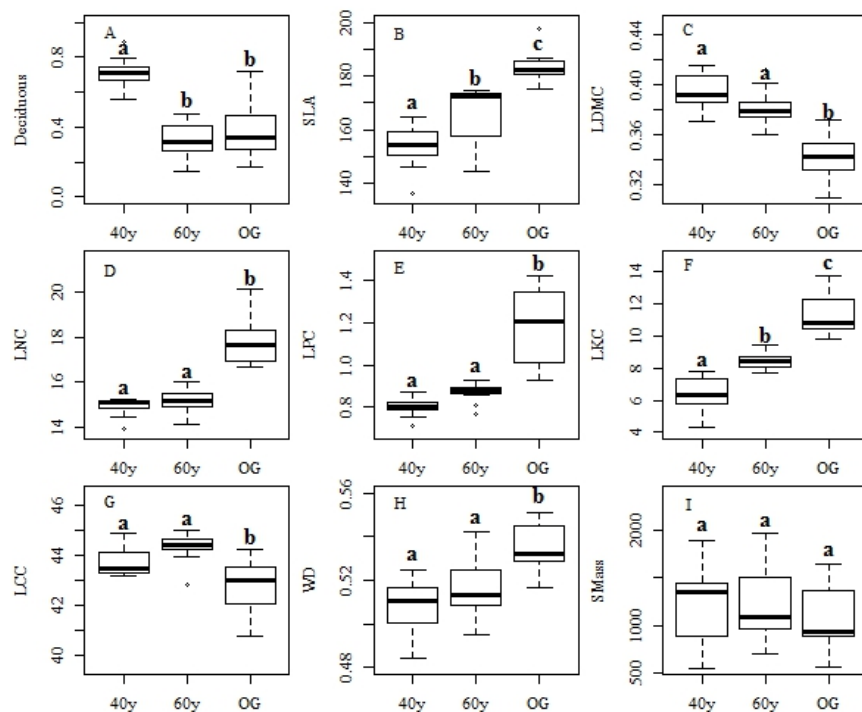 A
a
b
b
Deciduous
0.0
0.4
0.8
40y
60y
OG
B
a
b
c
SLA
140
160
180
200
40y
60y
OG
C
a
a
b
LDMC
0.32
0.36
0.40
0.44
40y
60y
OG
D
a
a
b
LNC
14
16
18
20
40y
60y
OG
E
a
a
b
LPC
0.8
1.0
1.2
1.4
40y
60y
OG
F
a
b
c
LKC
4
6
8
10
12
14
40y
60y
OG
G
a
a
b
LCC
40
42
44
46
40y
60y
OG
H
a
a
b
WD
0.48
0.52
0.56
40y
60y
OG
I
a
a
a
SMass
500
1000
2000
40y
60y
OG